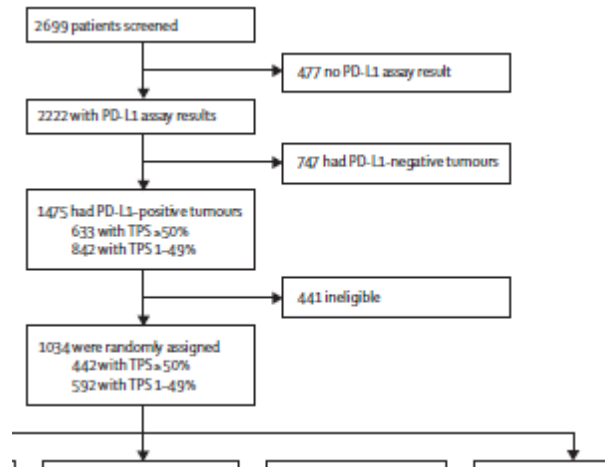 2699 patients screened
477 no PD-L1 assay result
2222 with PD-L1 assay results
747 had PD-L1-negative tumours
1475 had PD-L1-positive tumours
633 with TPS ≥50%
842 with TPS 1–49%
441 ineligible
1034 were randomly assigned
442 with TPS ≥50%
592 with TPS 1–49%